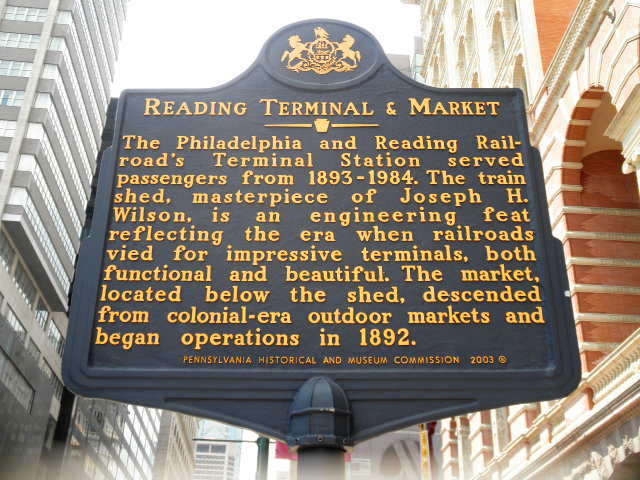 READING TERMINAL & MARKET
The Philadelphia and Reading Rail-
road's Terminal Station served
passengers from 1893-1984. The train
shed, masterpiece of Joseph H.
Wilson, is an engineering feat
reflecting the era when railroads
vied for impressive terminals, both
functional and beautiful. The market,
located below the shed, descended
from colonial-era outdoor markets and
began operations in 1892.
PENNSYLVANIA HISTORICAL AND MUSEUM COMMISSION 2003 ®